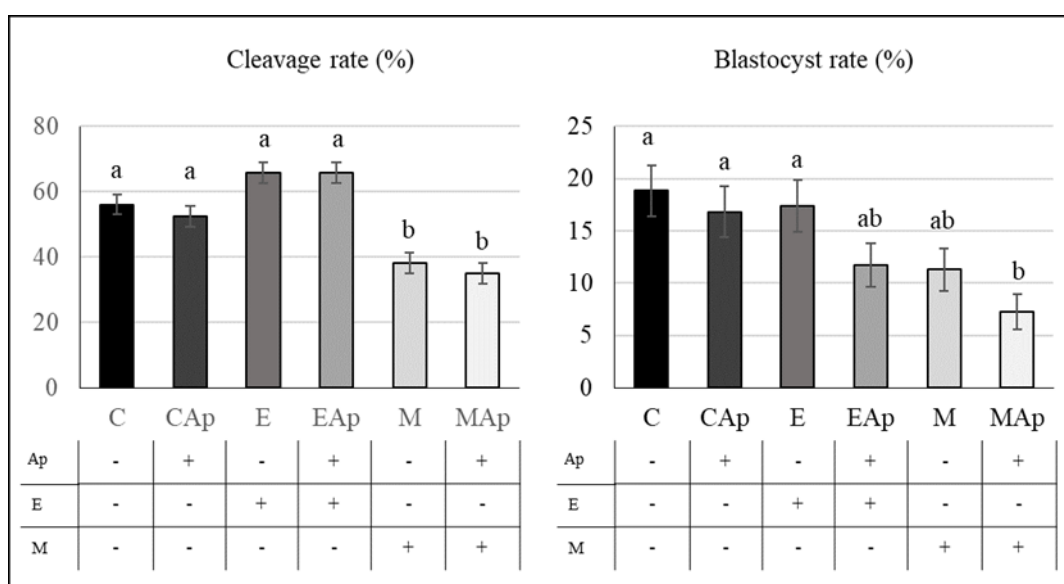 Cleavage rate (%)
80
60
40
20
0
a
a
a
a
b
b
C CAp E EAp M MAp
Ap - + - + - +
E - - + + - -
M - - - - + +
Blastocyst rate (%)
25
20
15
10
5
0
a
a
a
ab
ab
b
C CAp E EAp M MAp
Ap - + - + - +
E - - + + - -
M - - - - + +